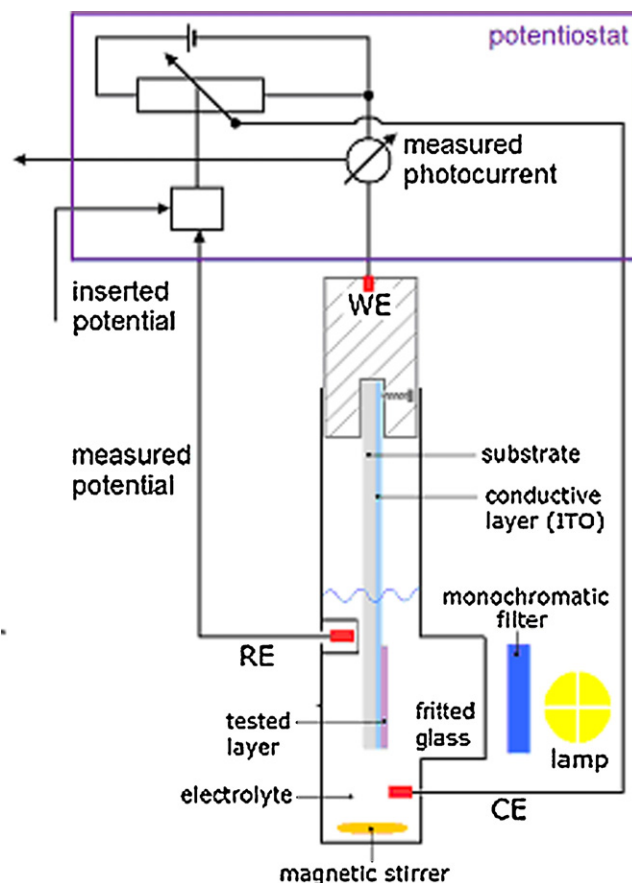 potentiostat
measured
photocurrent
inserted
potential
WE
measured
potential
substrate
conductive
layer (ITO)
monochromatic
filter
RE
tested
layer
fritted
glass
lamp
electrolyte
CE
magnetic stirrer